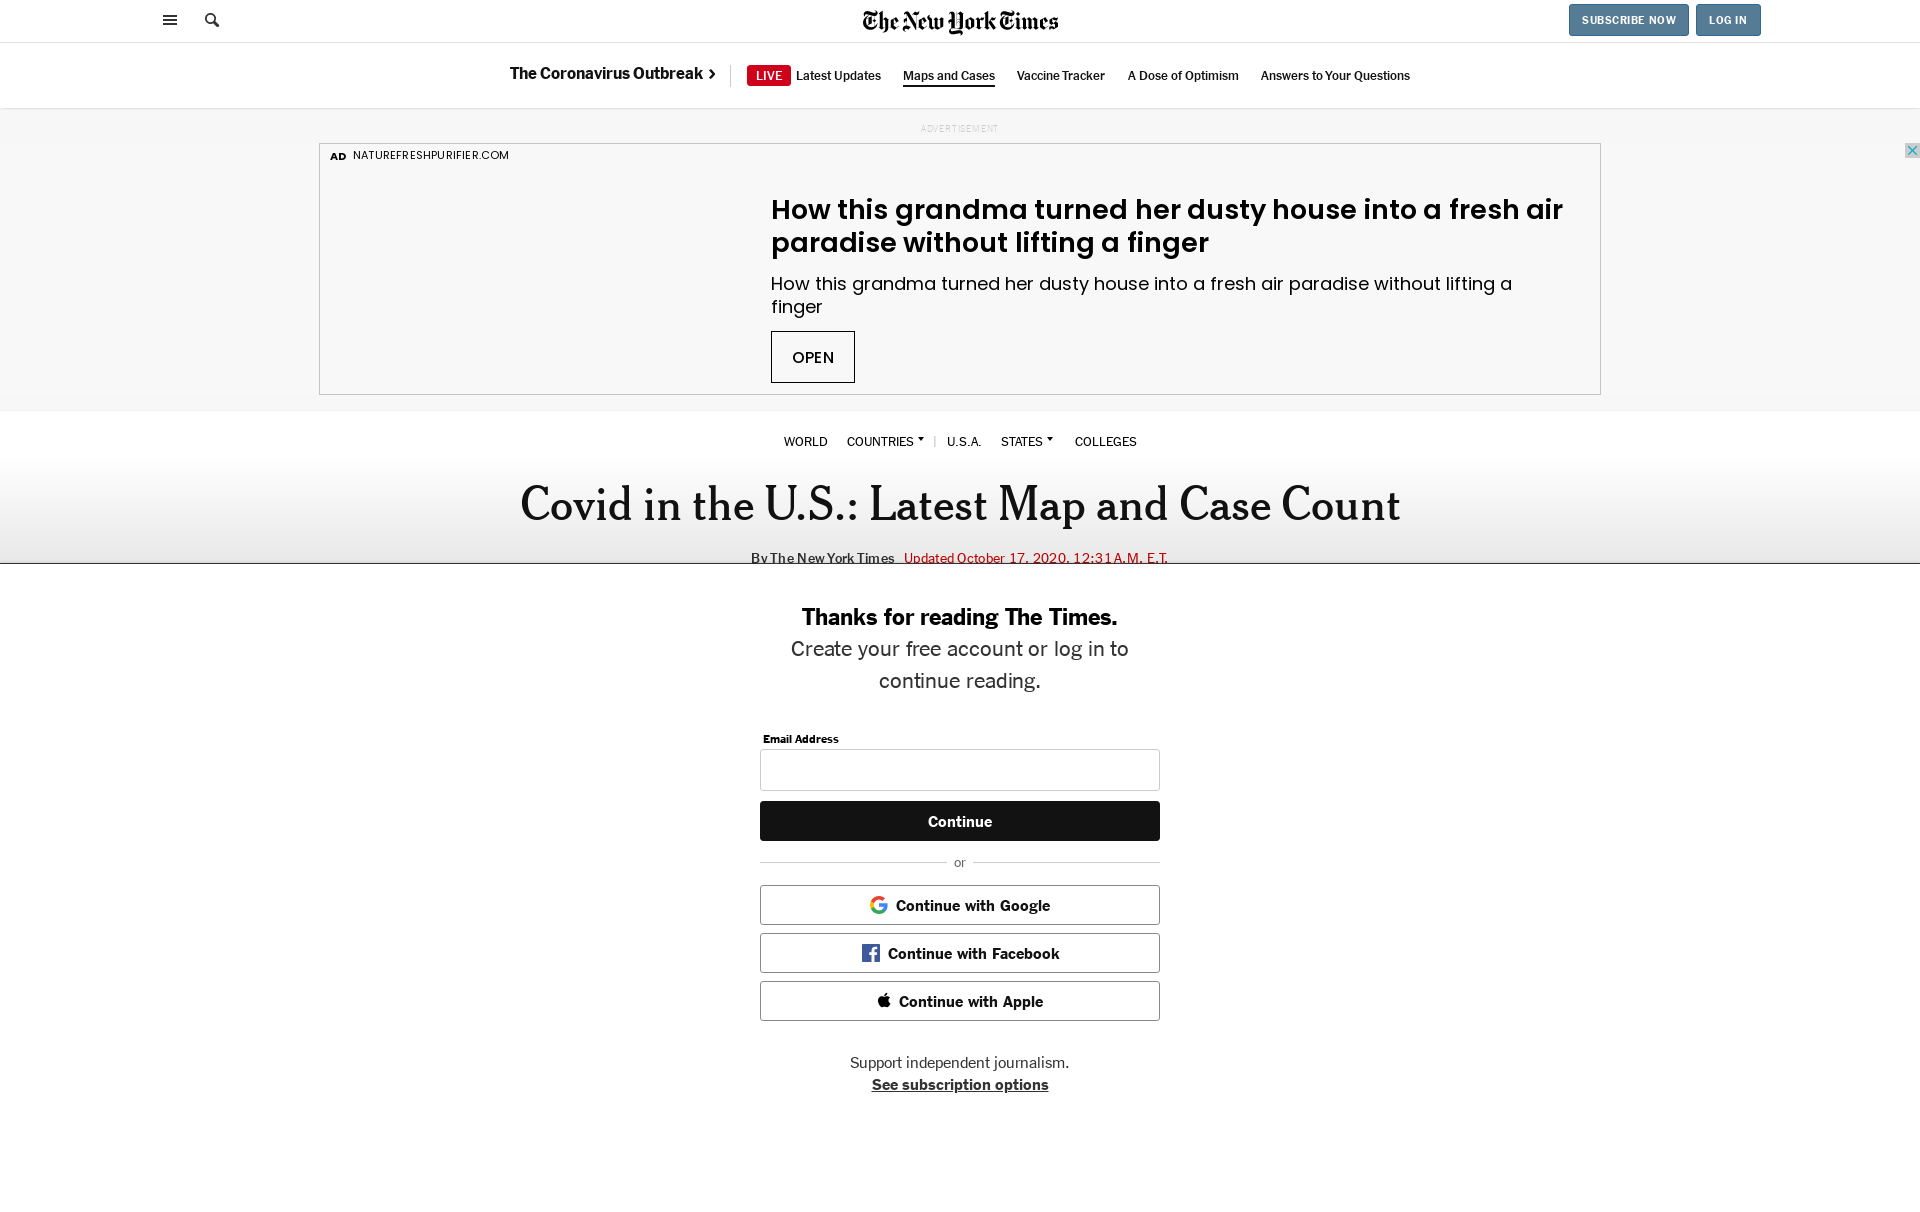 The New York Times
SUBSCRIBE NOW
LOG IN
The Coronavirus Outbreak ›
LIVE Latest Updates
Maps and Cases
Vaccine Tracker
A Dose of Optimism
Answers to Your Questions
ADVERTISEMENT
AD NATUREFRESHPURIFIER.COM
How this grandma turned her dusty house into a fresh air
paradise without lifting a finger
How this grandma turned her dusty house into a fresh air paradise without lifting a
finger
OPEN
WORLD COUNTRIES | U.S.A. STATES COLLEGES
Covid in the U.S.: Latest Map and Case Count
By The New York Times Updated October 17, 2020, 12:31 A.M. E.T.
Thanks for reading The Times.
Create your free account or log in to
continue reading.
Email Address
Continue
or
Continue with Google
Continue with Facebook
Continue with Apple
Support independent journalism.
See subscription options